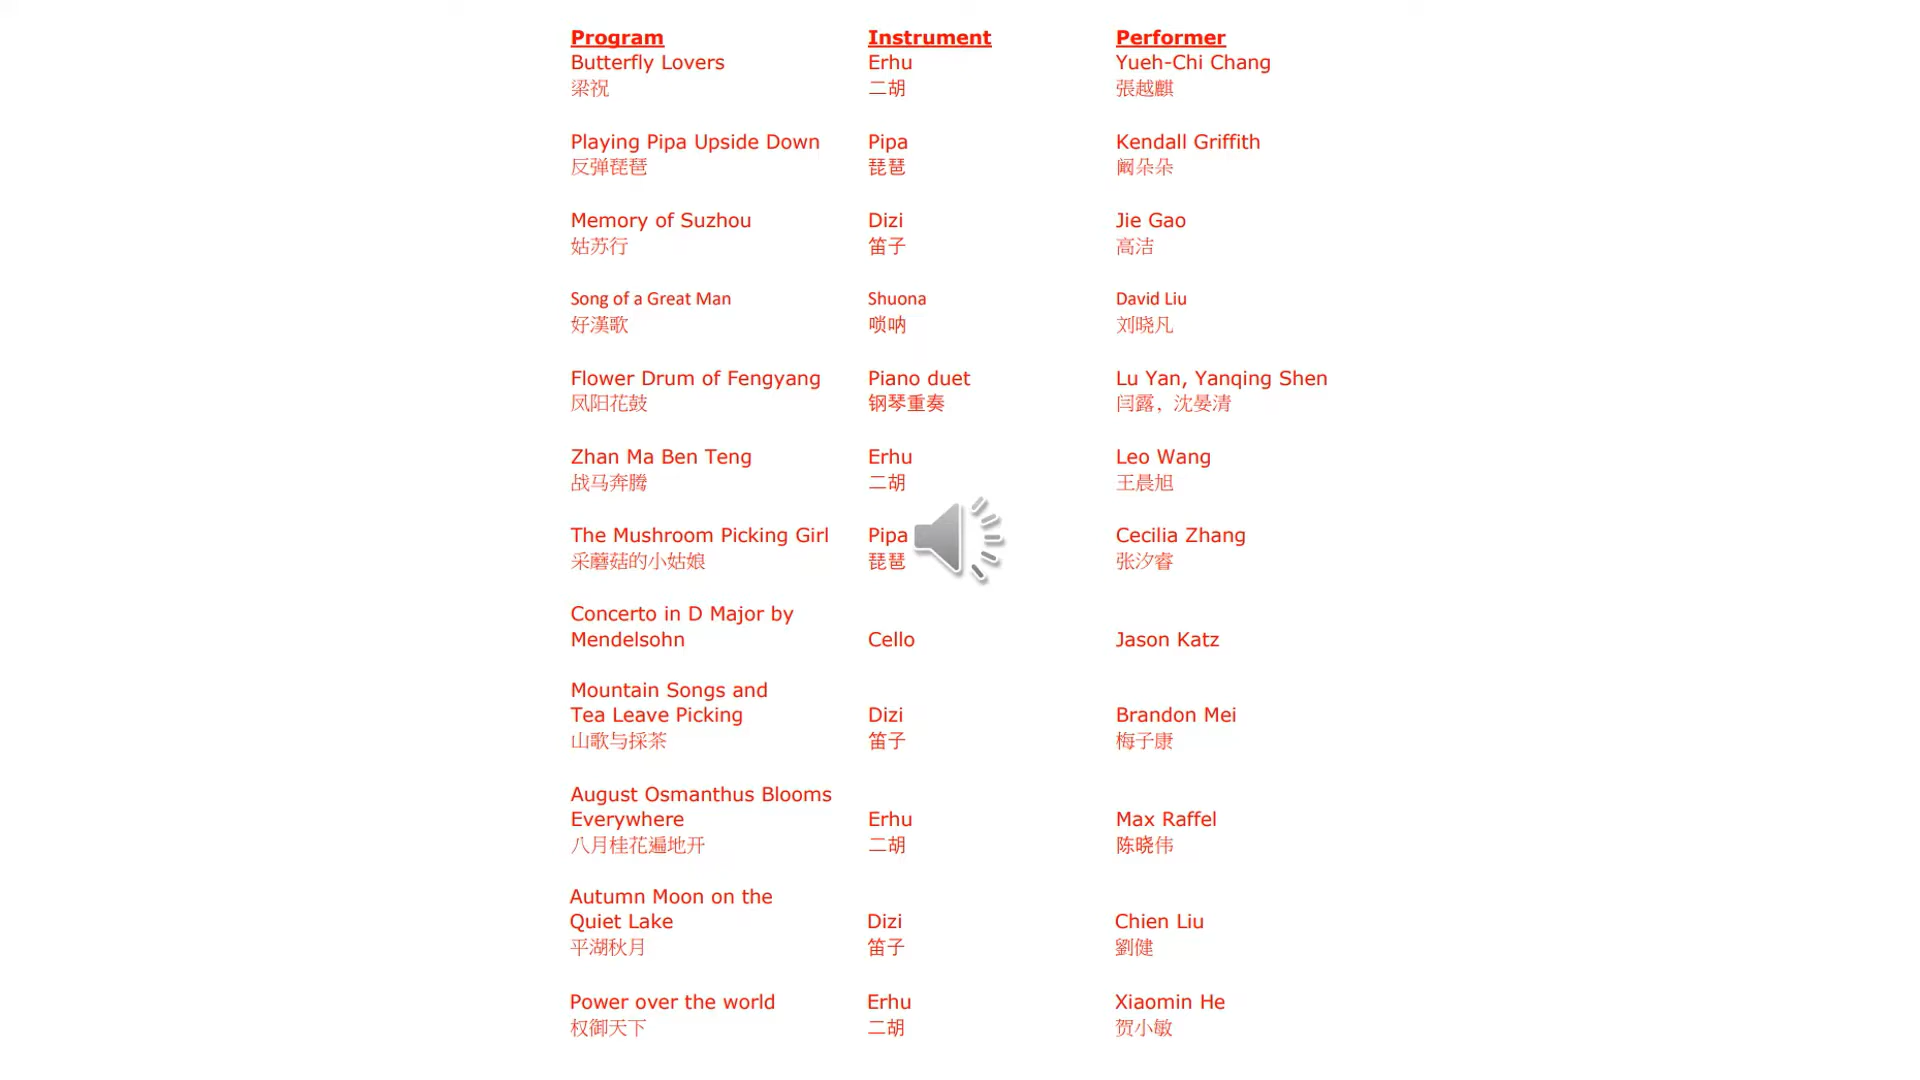 Program Instrument Performer
Butterfly Lovers Erhu Yueh-Chi Chang
梁祝 二胡 張越麒
Playing Pipa Upside Down Pipa Kendall Griffith
反弹琵琶 琵琶 阚朵朵
Memory of Suzhou Dizi Jie Gao
姑苏行 笛子 高洁
Song of a Great Man Shuona David Liu
好漢歌 唢呐 刘晓凡
Flower Drum of Fengyang Piano duet Lu Yan, Yanqing Shen
凤阳花鼓 钢琴重奏 闫露，沈晏清
Zhan Ma Ben Teng Erhu Leo Wang
战马奔腾 二胡 王晨旭
The Mushroom Picking Girl Pipa Cecilia Zhang
采蘑菇的小姑娘 琵琶 张汐睿
Concerto in D Major by
Mendelsohn Cello Jason Katz
Mountain Songs and
Tea Leave Picking Dizi Brandon Mei
山歌与採茶 笛子 梅子康
August Osmanthus Blooms
Everywhere Erhu Max Raffel
八月桂花遍地开 二胡 陈晓伟
Autumn Moon on the
Quiet Lake Dizi Chien Liu
平湖秋月 笛子 劉健
Power over the world Erhu Xiaomin He
权御天下 二胡 贺小敏